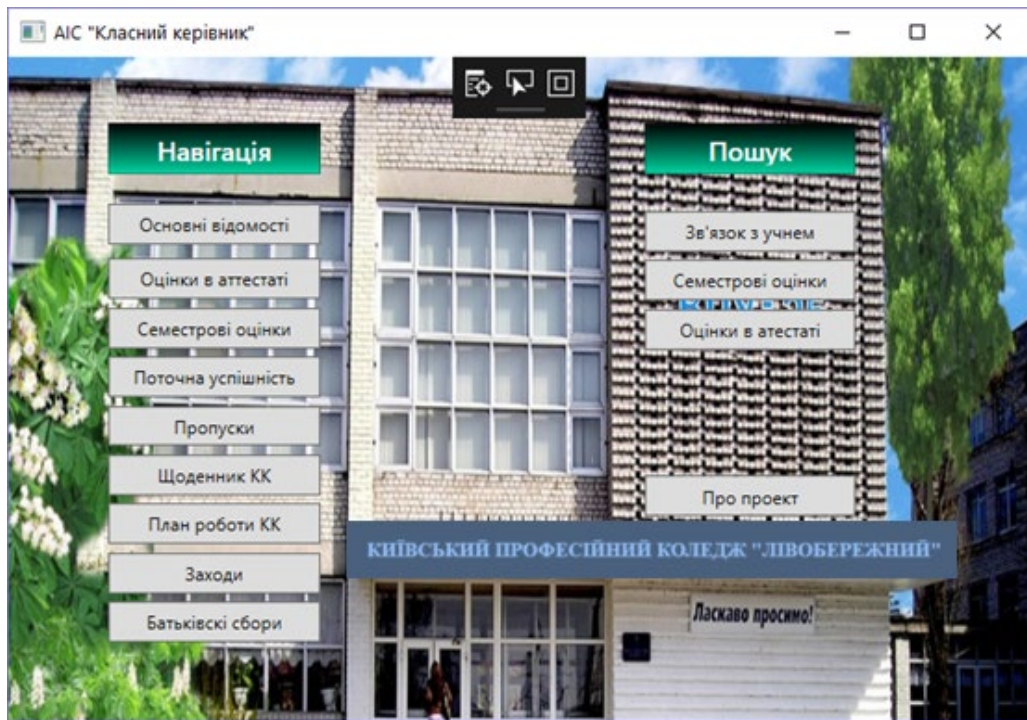 АІС "Класний керівник"
Навігація
Основні відомості
Оцінки в аттестаті
Семестрові оцінки
Поточна успішність
Пропуски
Щоденник КК
План роботи КК
Заходи
Батьківскі сбори
Пошук
Зв'язок з учнем
Семестрові оцінки
Оцінки в атестаті
Про проект
КИЇВСЬКИЙ ПРОФЕСІЙНИЙ КОЛЕДЖ "ЛІВОБЕРЕЖНИЙ"
Ласкаво просимо!